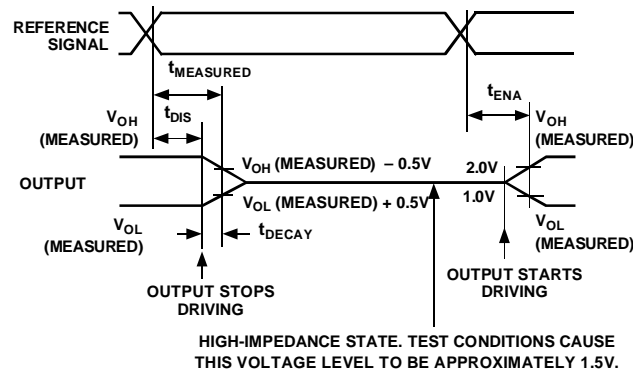 REFERENCE
SIGNAL
tMEASURED
tENA
tDIS
VOH
(MEASURED)
VOH
(MEASURED)
VOH (MEASURED) – 0.5V
2.0V
OUTPUT
VOL (MEASURED) + 0.5V
1.0V
VOL
(MEASURED)
VOL
(MEASURED)
tDECAY
OUTPUT STOPS
DRIVING
OUTPUT STARTS
DRIVING
HIGH-IMPEDANCE STATE. TEST CONDITIONS CAUSE
THIS VOLTAGE LEVEL TO BE APPROXIMATELY 1.5V.